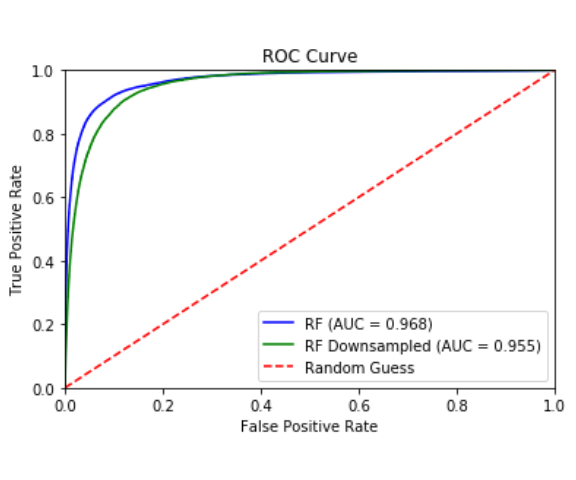 ROC Curve
1.0
0.8
0.6
0.4
0.2
0.0
True Positive Rate
RF (AUC = 0.968)
RF Downsampled (AUC = 0.955)
Random Guess
0.0 0.2 0.4 0.6 0.8 1.0
False Positive Rate